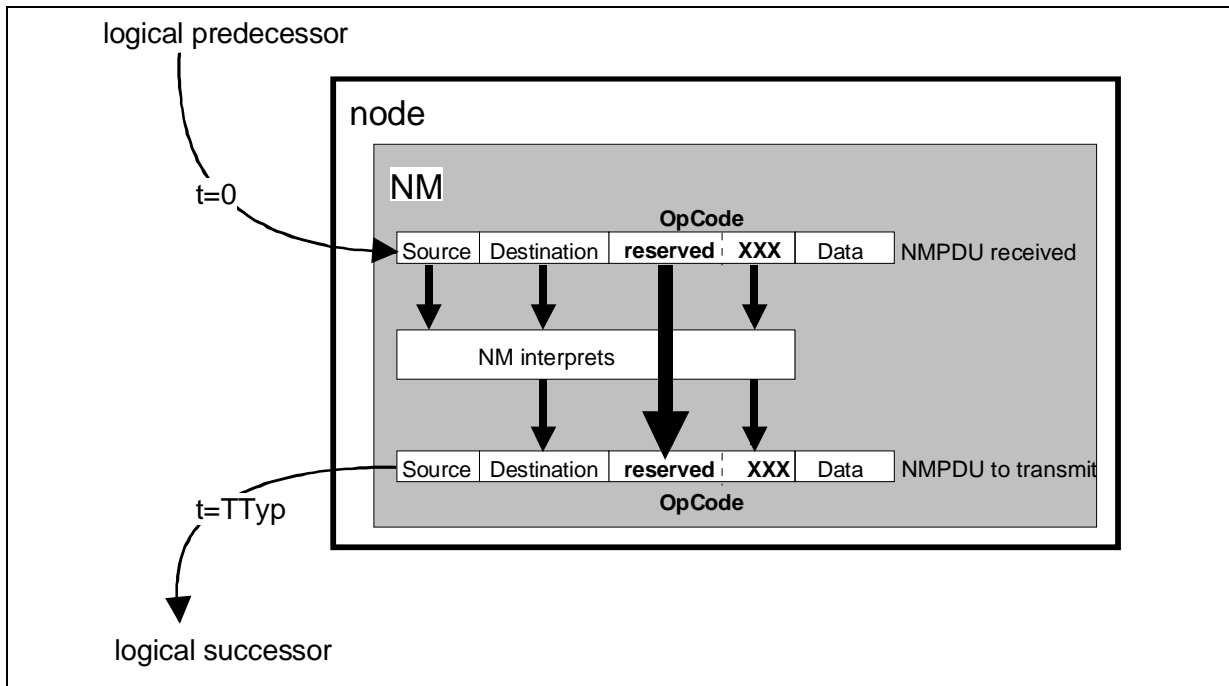 logical predecessor
node
t=0
NM
OpCode
Source Destination reserved XXX Data NMPDU received
NM interprets
Source Destination reserved XXX Data NMPDU to transmit
OpCode
t=TTyp
logical successor